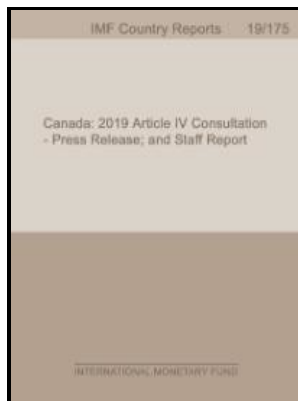 IMF Country Reports 19/175
Canada: 2019 Article IV Consultation
- Press Release; and Staff Report
INTERNATIONAL MONETARY FUND